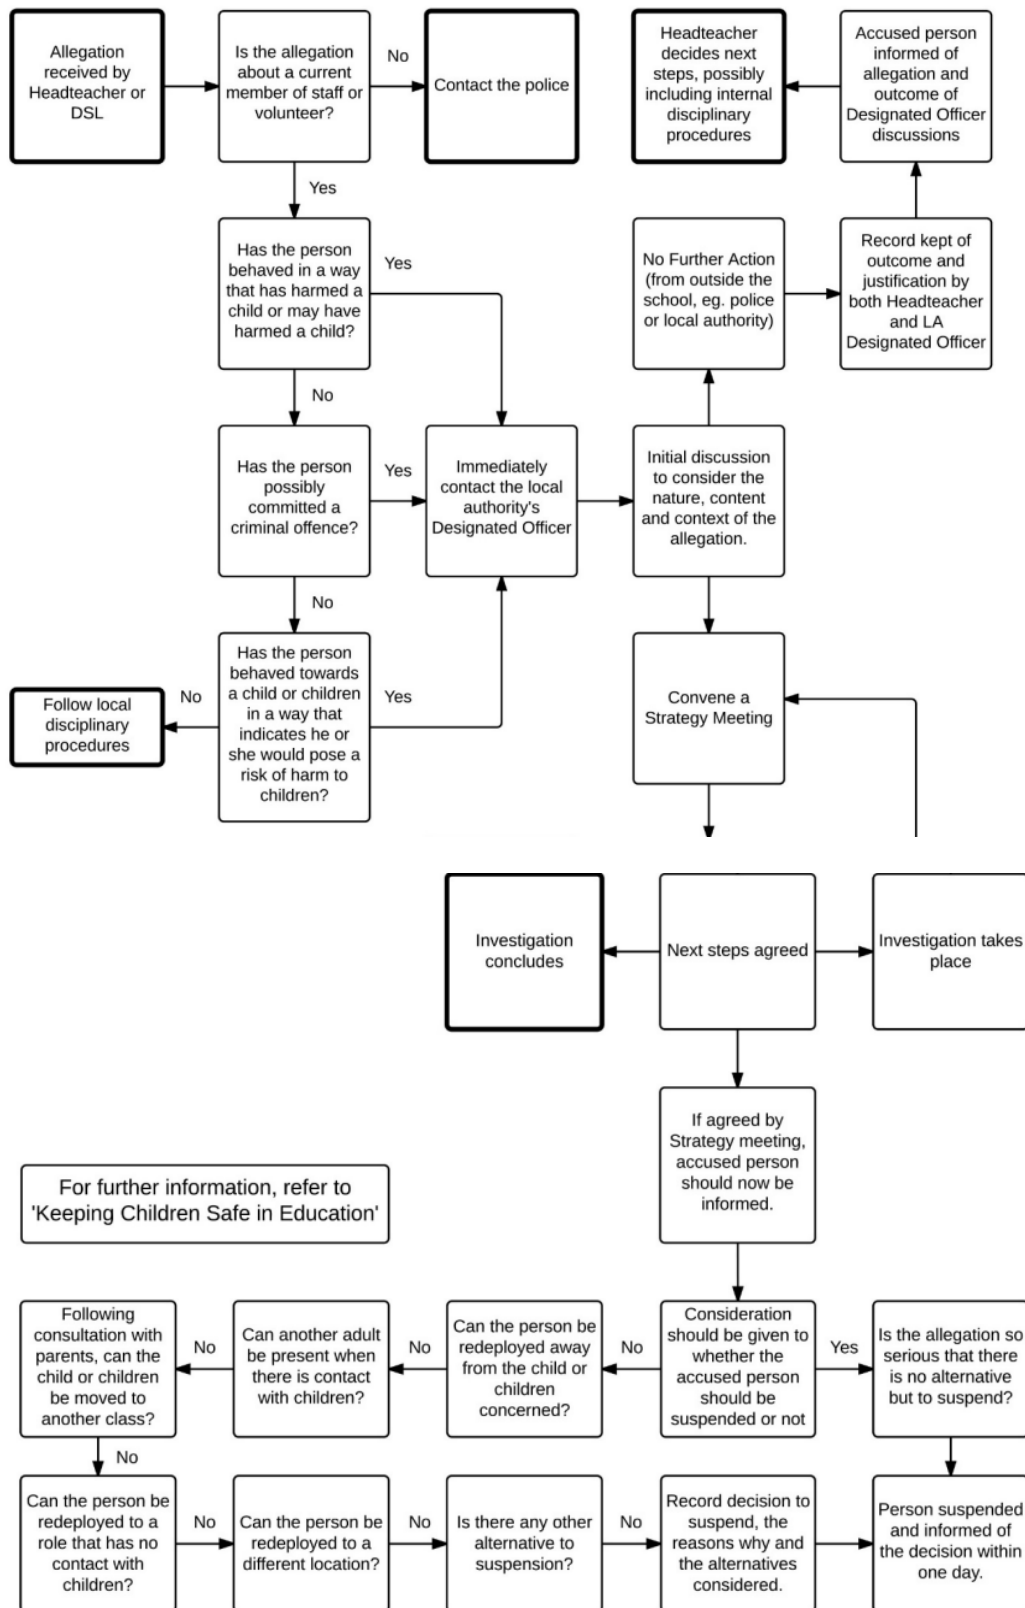 Allegation
received by
Headteacher or
DSL
Is the allegation
about a current
member of staff or
volunteer?
No
Contact the police
Headteacher
decides next
steps, possibly
including internal
disciplinary
procedures
Accused person
informed of
allegation and
outcome of
Designated Officer
discussions
Yes
Has the person
behaved in a way
that has harmed a
child or may have
harmed a child?
Yes
No Further Action
(from outside the
school, eg. police
or local authority)
Record kept of
outcome and
justification by
both Headteacher
and LA
Designated Officer
No
Has the person
possibly
committed a
criminal offence?
Yes
Immediately
contact the local
authority's
Designated Officer
Initial discussion
to consider the
nature, content
and context of the
allegation.
No
Follow local
disciplinary
procedures
No
Has the person
behaved towards
a child or children
in a way that
indicates he or
she would pose a
risk of harm to
children?
Yes
Convene a
Strategy Meeting
Investigation
concludes
Next steps agreed
Investigation takes
place
If agreed by
Strategy meeting,
accused person
should now be
informed.
For further information, refer to
'Keeping Children Safe in Education'
Following
consultation with
parents, can the
child or children
be moved to
another class?
No
Can another adult
be present when
there is contact
with children?
No
Can the person be
redeployed away
from the child or
children
concerned?
No
Consideration
should be given to
whether the
accused person
should be
suspended or not
Yes
Is the allegation so
serious that there
is no alternative
but to suspend?
No
Can the person be
redeployed to a
role that has no
contact with
children?
No
Can the person be
redeployed to a
different location?
No
Is there any other
alternative to
suspension?
No
Record decision to
suspend, the
reasons why and
the alternatives
considered.
Person suspended
and informed of
the decision within
one day.